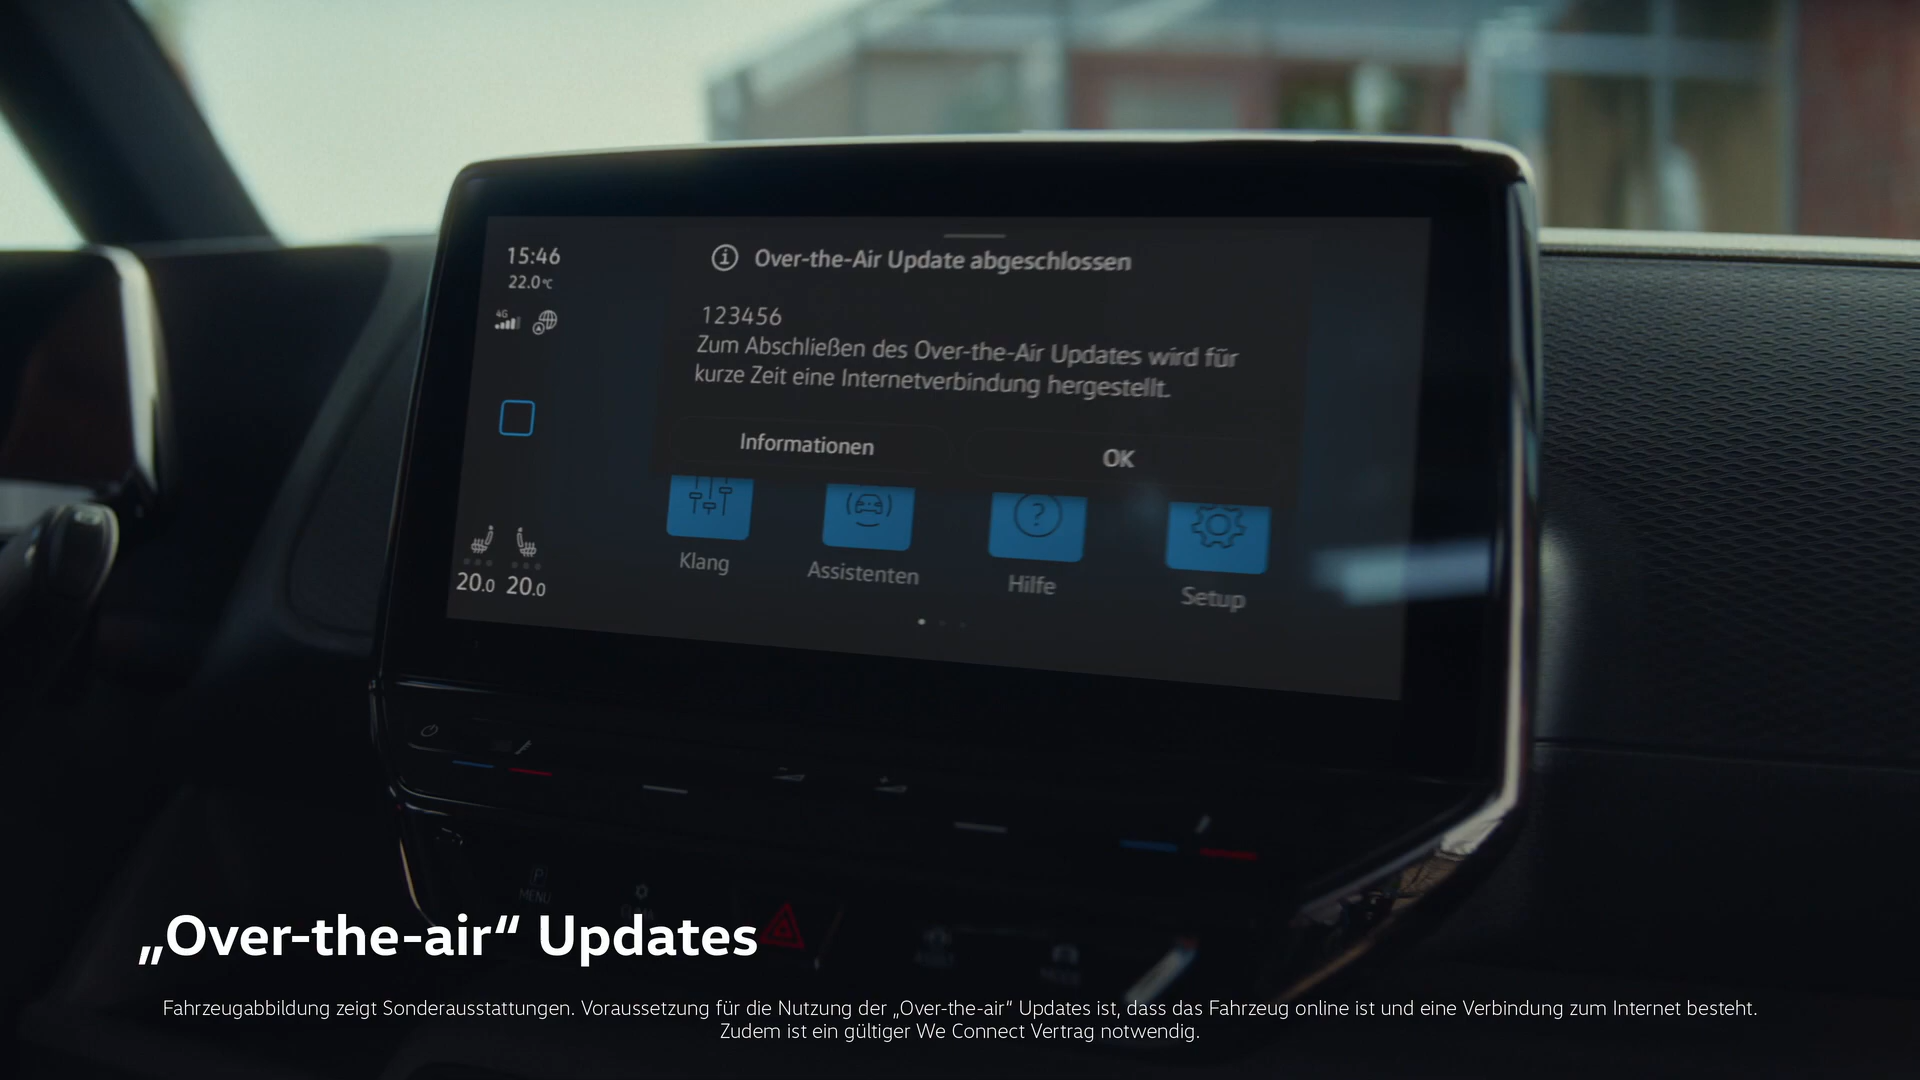 15:46
22.0°C
4G
Over-the-Air Update abgeschlossen
123456
Zum Abschließen des Over-the-Air Updates wird für
kurze Zeit eine Internetverbindung hergestellt.
Informationen
OK
Klang
Assistenten
Hilfe
Setup
20.0 20.0
P
MENU
„Over-the-air“ Updates
Fahrzeugabbildung zeigt Sonderausstattungen. Voraussetzung für die Nutzung der „Over-the-air“ Updates ist, dass das Fahrzeug online ist und eine Verbindung zum Internet besteht.
Zudem ist ein gültiger We Connect Vertrag notwendig.